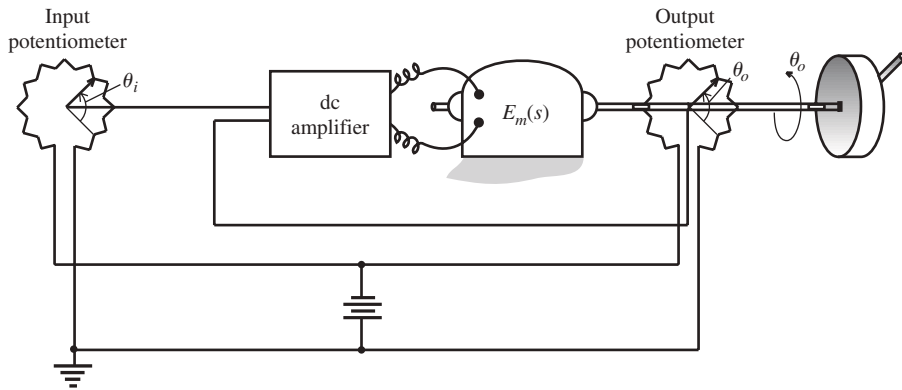 Input
potentiometer
θi
dc
amplifier
Em(s)
Output
potentiometer
θo
θo